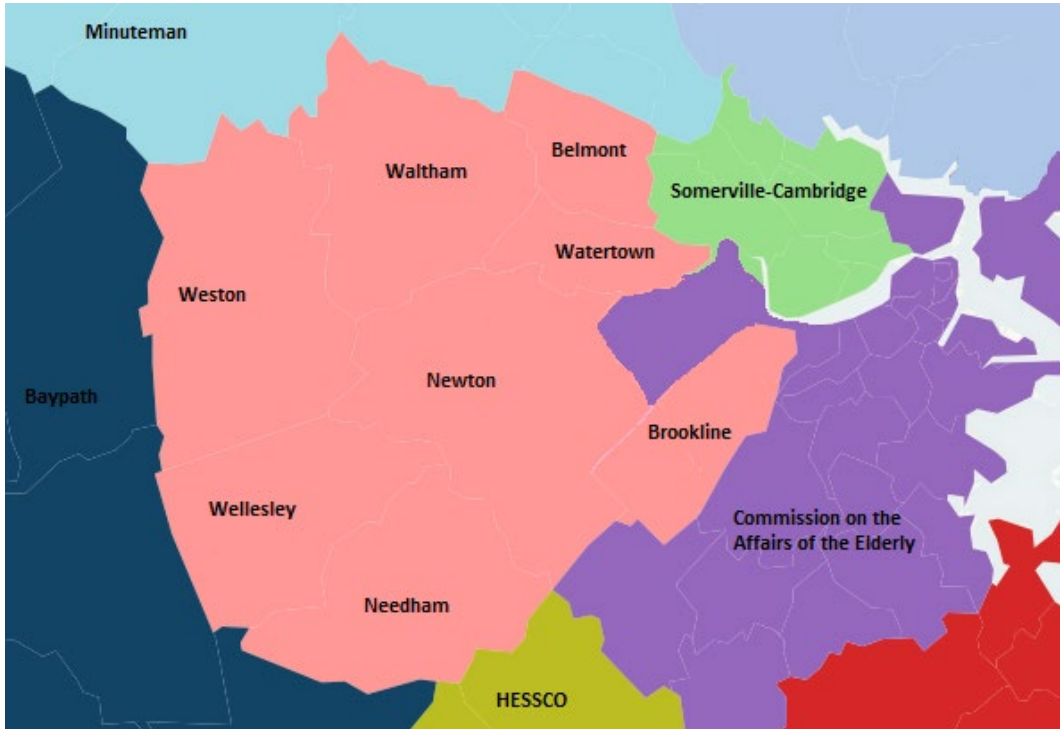 Minuteman
Belmont
Waltham
Somerville-Cambridge
Watertown
Weston
Newton
Baypath
Brookline
Wellesley
Commission on the
Affairs of the Elderly
Needham
HESSCO